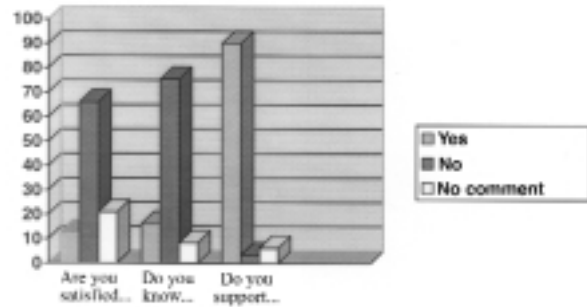 100
90
80
70
60
50
40
30
20
10
0
Are you
satisfied...
Do you
know...
Do you
support...
Yes
No
No comment